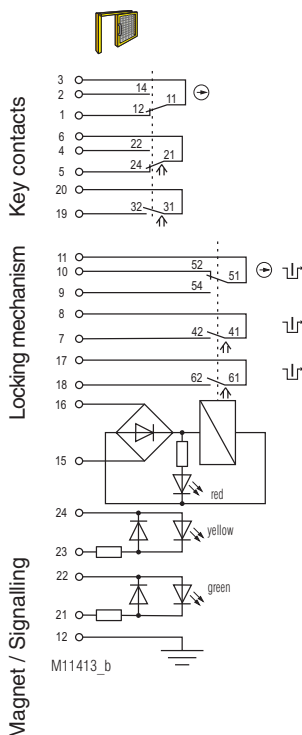 Key contacts
3
2 14
11
1 12
6
4 22
21
5 24
20
19 32 31
Locking mechanism
11
10 52
51
9 54
8
7 42 41
17
18 62 61
16
15
red
Magnet / Signalling
24
yellow
23
22
green
21
12
M11413_b